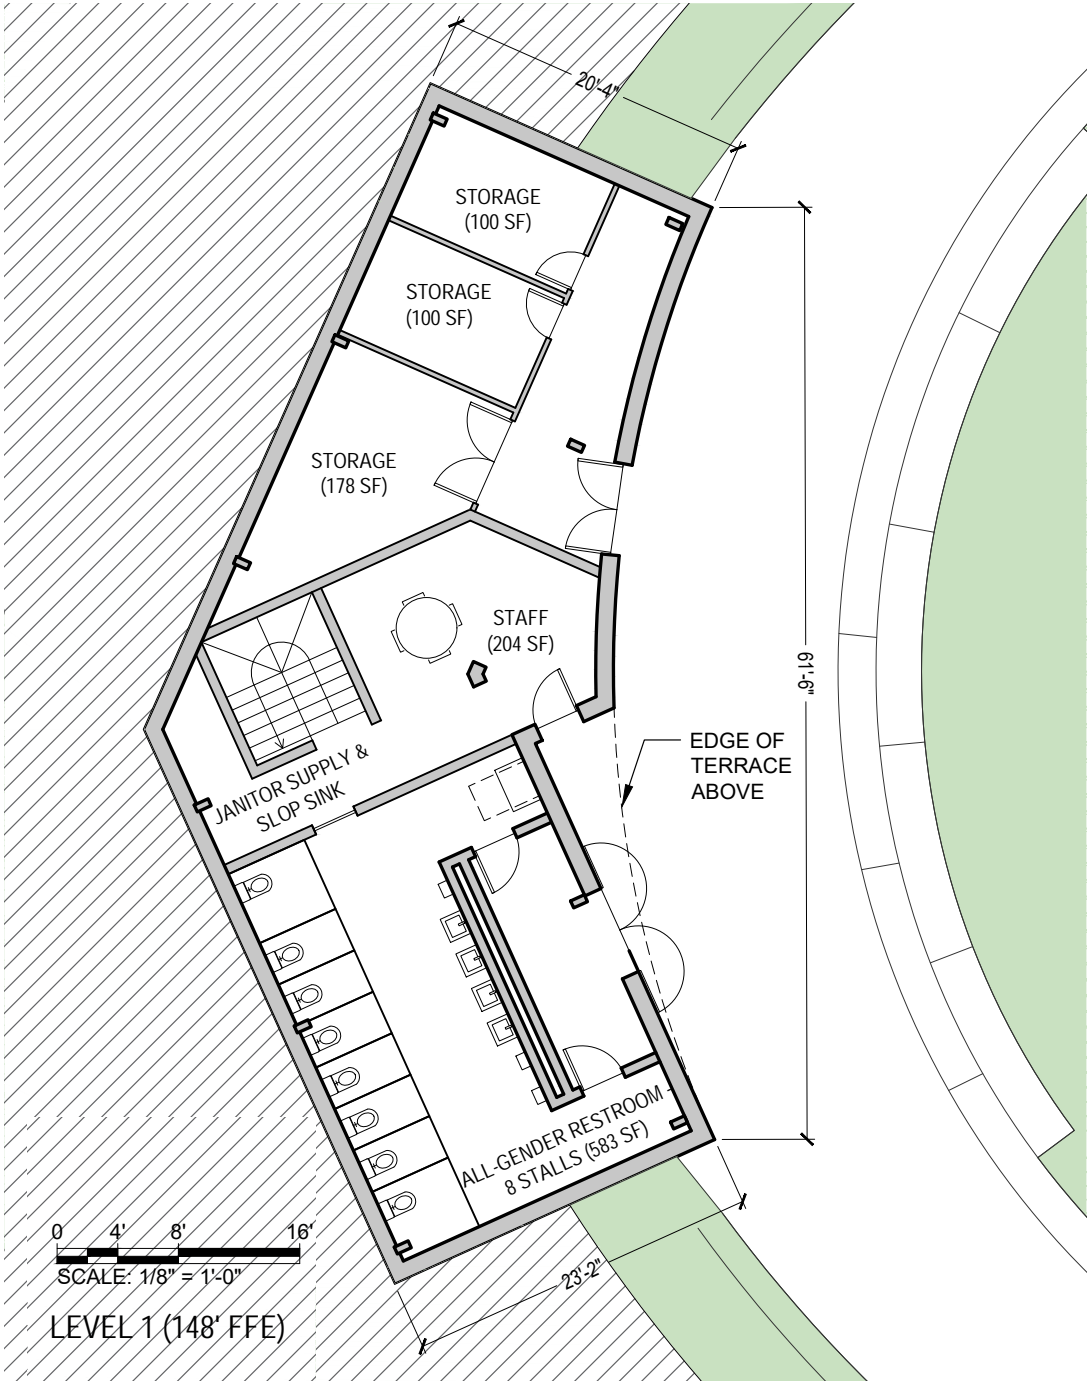 20'-4"
STORAGE
(100 SF)
STORAGE
(100 SF)
STORAGE
(178 SF)
STAFF
(204 SF)
61'-6"
EDGE OF
TERRACE
ABOVE
JANITOR SUPPLY &
SLOP SINK
ALL-GENDER RESTROOM -
8 STALLS (583 SF)
23'-2"
0 4' 8' 16'
SCALE: 1/8" = 1'-0"
LEVEL 1 (148' FFE)